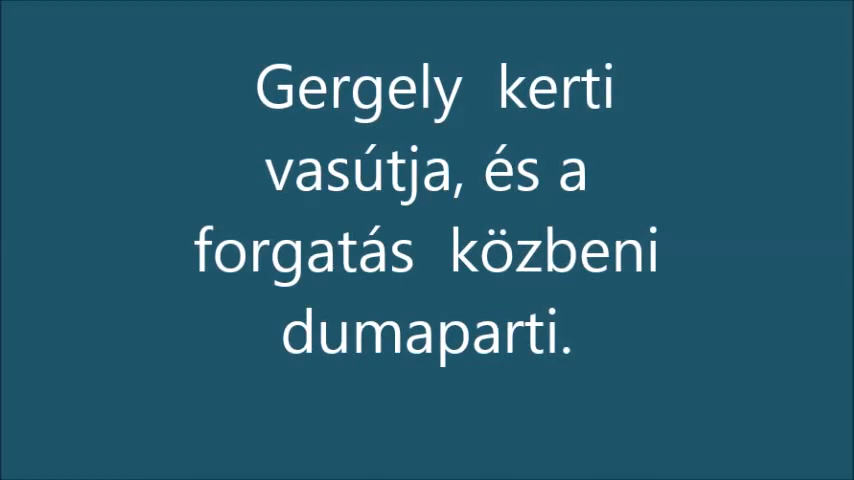 Gergely kerti
vasútja, és a
forgatás közbeni
dumaparti.